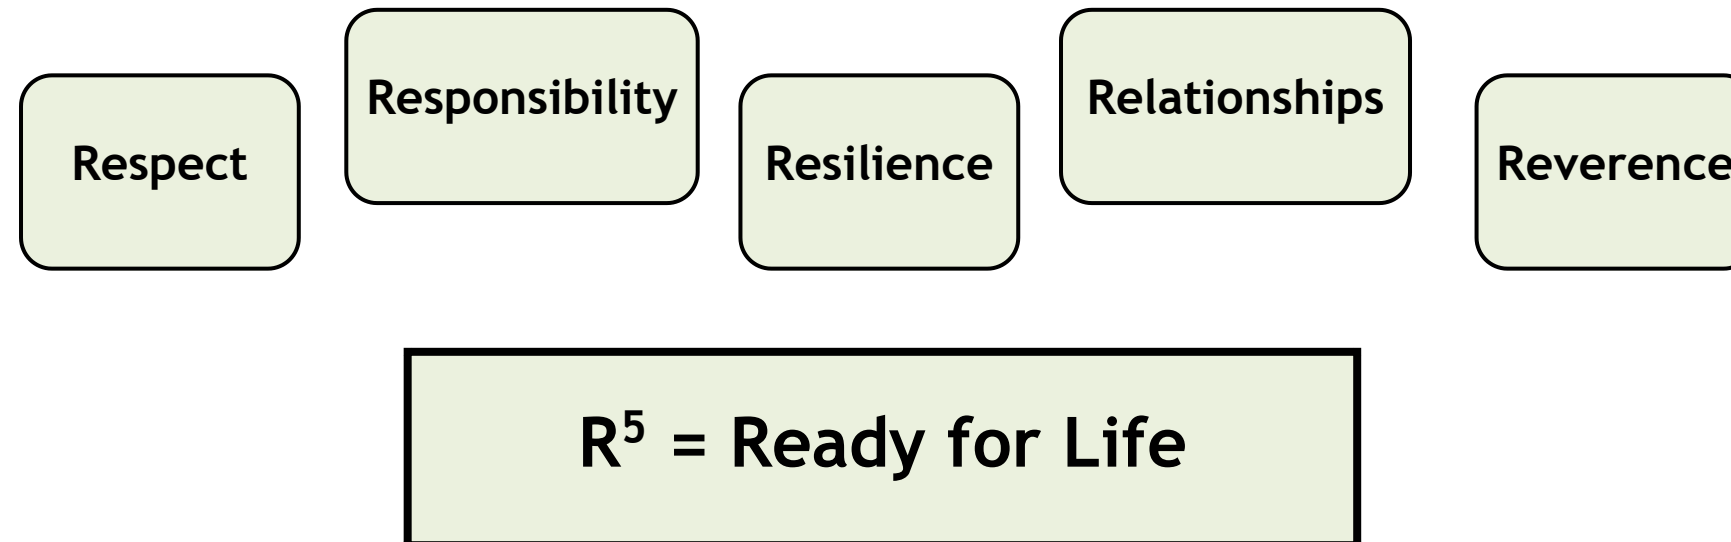 Respect
Responsibility
Resilience
Relationships
Reverence
R⁵ = Ready for Life